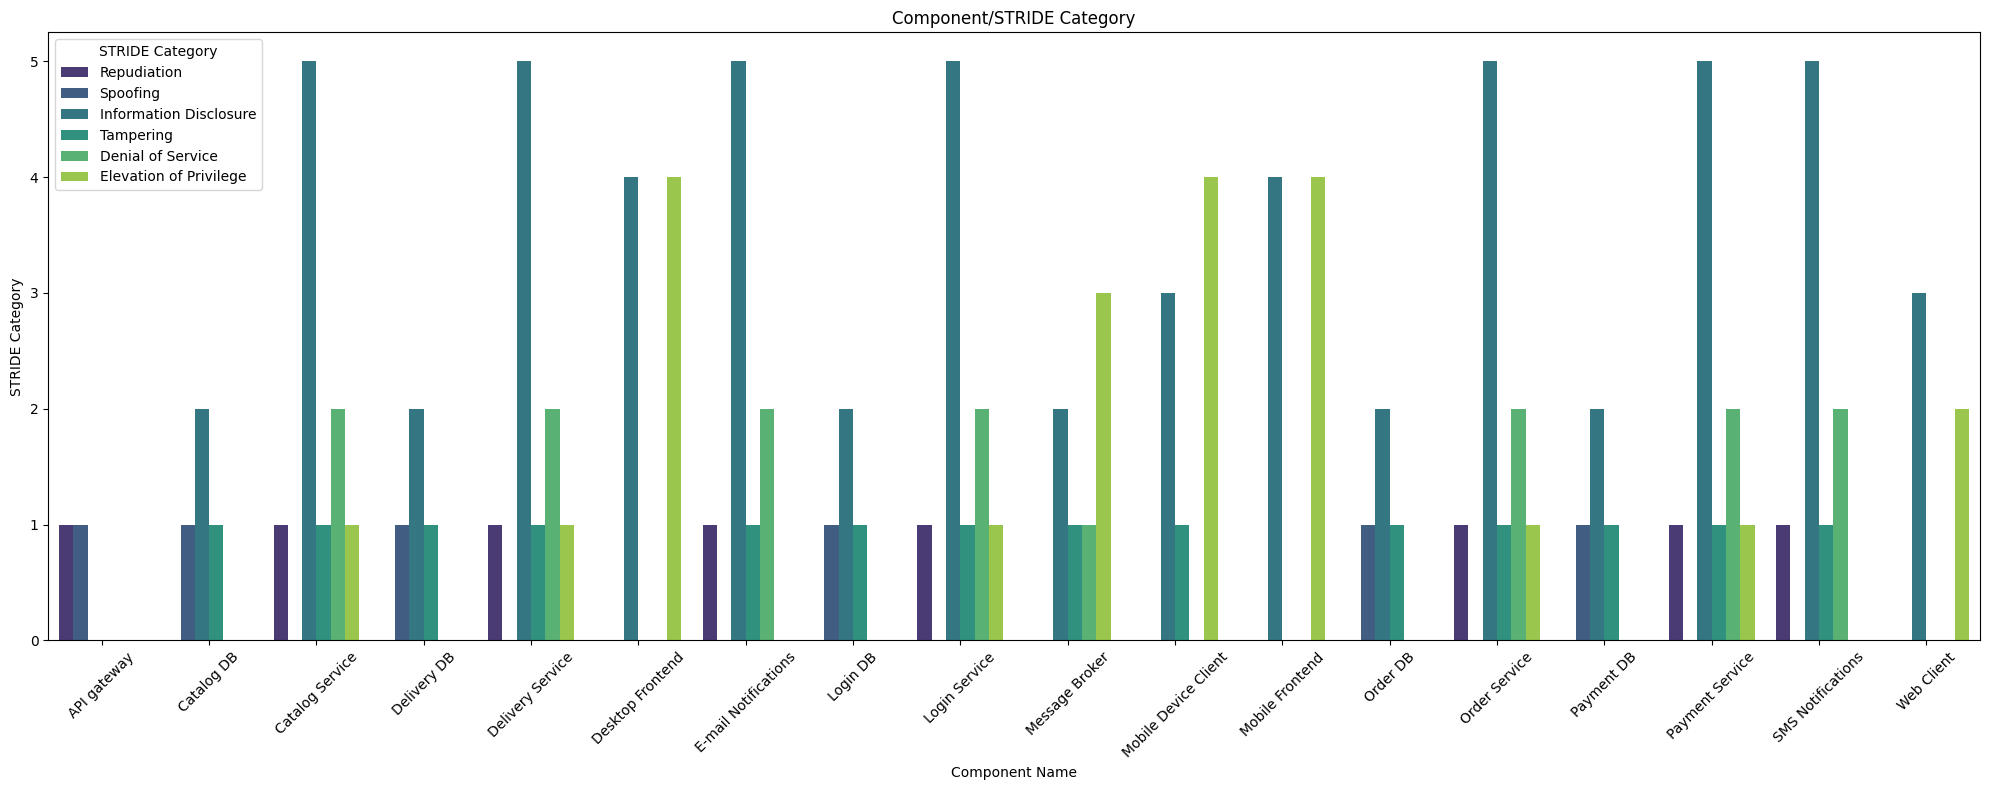 Component/STRIDE Category
STRIDE Category
Repudiation
Spoofing
Information Disclosure
Tampering
Denial of Service
Elevation of Privilege
STRIDE Category
5
4
3
2
1
0
API gateway
Catalog DB
Catalog Service
Delivery DB
Delivery Service
Desktop Frontend
E-mail Notifications
Login DB
Login Service
Message Broker
Mobile Device Client
Mobile Frontend
Order DB
Order Service
Payment DB
Payment Service
SMS Notifications
Web Client
Component Name